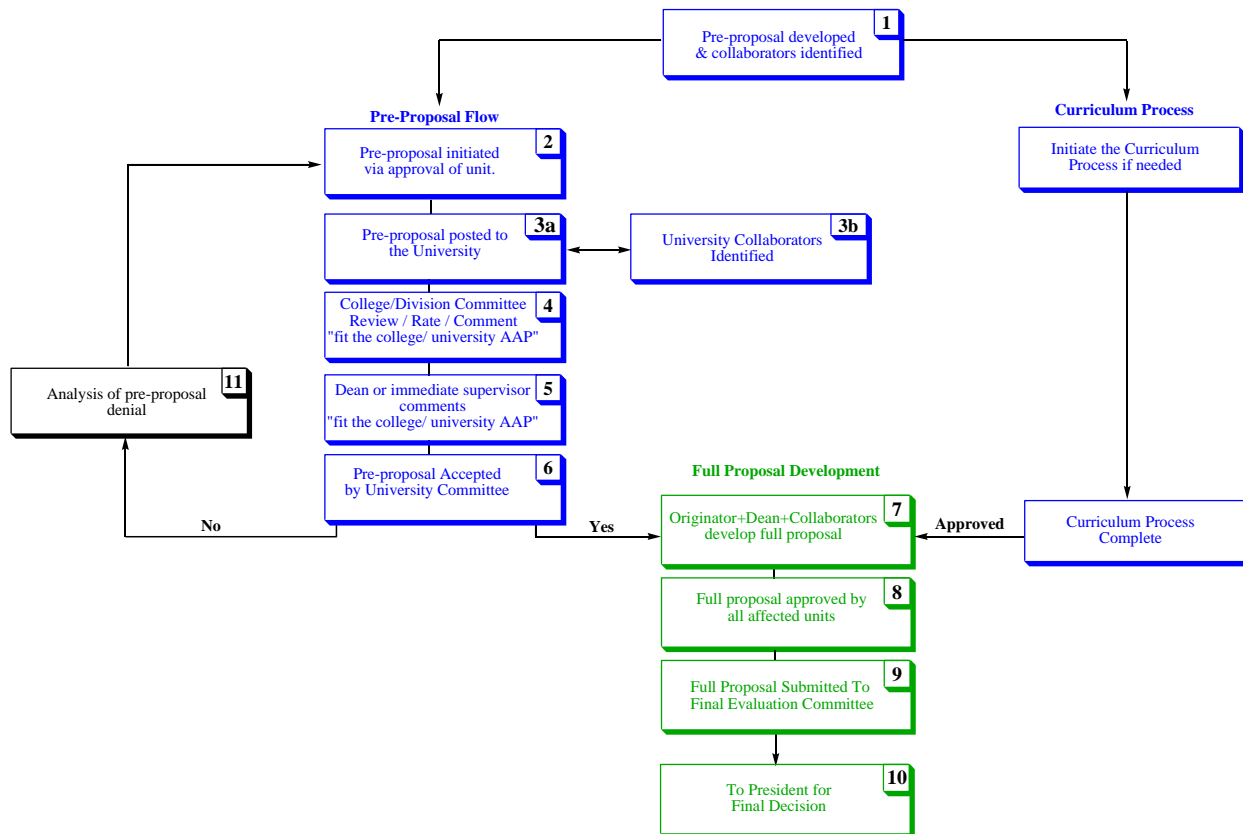 1
Pre-proposal developed
& collaborators identified
Pre-Proposal Flow
Curriculum Process
2
Pre-proposal initiated
via approval of unit.
Initiate the Curriculum
Process if needed
3a
Pre-proposal posted to
the University
3b
University Collaborators
Identified
4
College/Division Committee
Review / Rate / Comment
"fit the college/ university AAP"
11
Analysis of pre-proposal
denial
5
Dean or immediate supervisor
comments
"fit the college/ university AAP"
6
Pre-proposal Accepted
by University Committee
No
Yes
Full Proposal Development
7
Originator+Dean+Collaborators
develop full proposal
Approved
Curriculum Process
Complete
8
Full proposal approved by
all affected units
9
Full Proposal Submitted To
Final Evaluation Committee
10
To President for
Final Decision